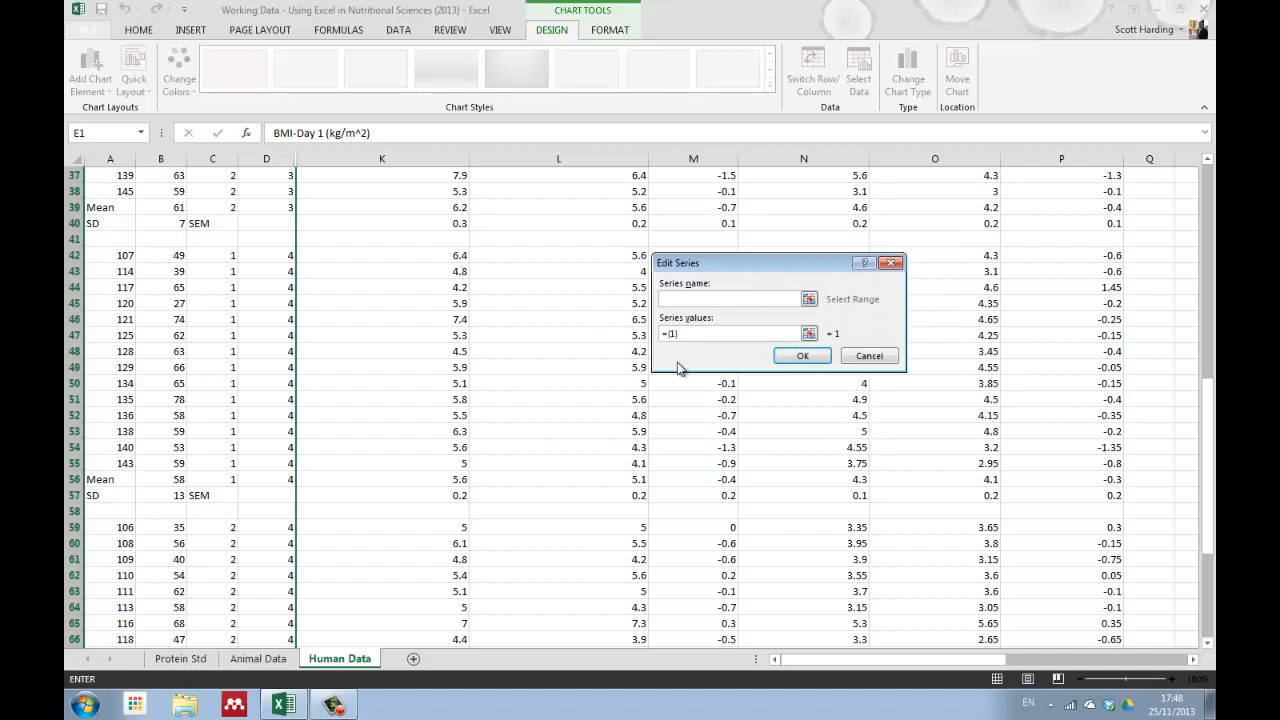 Working Data - Using Excel in Nutritional Sciences (2013) - Excel
CHART TOOLS
HOME INSERT PAGE LAYOUT FORMULAS DATA REVIEW VIEW DESIGN FORMAT
Scott Harding
Add Chart Element
Quick Layout
Change Colors
Switch Row/ Column
Select Data
Change Chart Type
Move Chart
Chart Layouts Chart Styles Data Type Location
E1 fx BMI-Day 1 (kg/m^2)
A B C D K L M N O P Q
37 139 63 2 3 7.9 6.4 -1.5 5.6 4.3 -1.3
38 145 59 2 3 5.3 5.2 -0.1 3.1 3 -0.1
39 Mean 61 2 3 6.2 5.6 -0.7 4.6 4.2 -0.4
40 SD 7 SEM 0.3 0.2 0.1 0.2 0.2 0.1
41
42 107 49 1 4 6.4 5.6 4.3 -0.6
43 114 39 1 4 4.8 4 3.1 -0.6
44 117 65 1 4 4.2 5.5 4.6 1.45
45 120 27 1 4 5.9 5.2 4.35 -0.2
46 121 74 1 4 7.4 6.5 4.65 -0.25
47 125 62 1 4 5.3 5.3 4.25 -0.15
48 128 63 1 4 4.5 4.2 3.45 -0.4
49 129 66 1 4 5.9 5.9 4.55 -0.05
50 134 65 1 4 5.1 5 -0.1 4 3.85 -0.15
51 135 78 1 4 5.8 5.6 -0.2 4.9 4.5 -0.4
52 136 58 1 4 5.5 4.8 -0.7 4.5 4.15 -0.35
53 138 59 1 4 6.3 5.9 -0.4 5 4.8 -0.2
54 140 53 1 4 5.6 4.3 -1.3 4.55 3.2 -1.35
55 143 59 1 4 5 4.1 -0.9 3.75 2.95 -0.8
56 Mean 58 1 4 5.6 5.1 -0.4 4.3 4.1 -0.3
57 SD 13 SEM 0.2 0.2 0.2 0.1 0.2 0.2
58
59 106 35 2 4 5 5 0 3.35 3.65 0.3
60 108 56 2 4 6.1 5.5 -0.6 3.95 3.8 -0.15
61 109 40 2 4 4.8 4.2 -0.6 3.9 3.15 -0.75
62 110 54 2 4 5.4 5.6 0.2 3.55 3.6 0.05
63 111 62 2 4 5.1 5 -0.1 3.7 3.6 -0.1
64 113 58 2 4 5 4.3 -0.7 3.15 3.05 -0.1
65 116 68 2 4 7 7.3 0.3 5.3 5.65 0.35
66 118 47 2 4 4.4 3.9 -0.5 3.3 2.65 -0.65
Edit Series
Series name:
Select Range
Series values:
={1} = 1
OK Cancel
Protein Std Animal Data Human Data
ENTER 100%
EN 17:48
25/11/2013